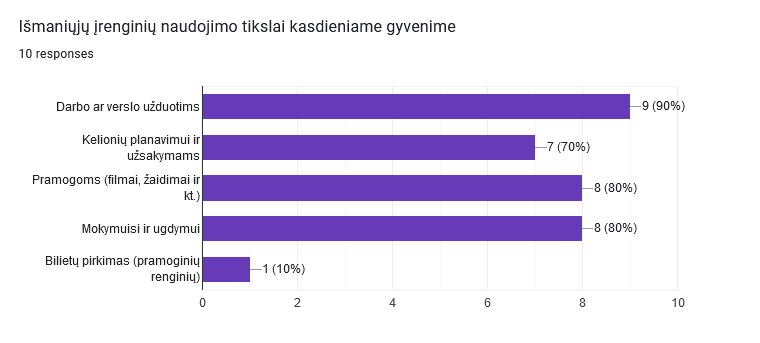 Išmaniųjų įrenginių naudojimo tikslai kasdieniame gyvenime
10 responses
Darbo ar verslo užduotims
9 (90%)
Kelionių planavimui ir
užsakymams
7 (70%)
Pramogoms (filmai, žaidimai ir
kt.)
8 (80%)
Mokymuisi ir ugdymui
8 (80%)
Bilietų pirkimas (pramoginių
renginių)
1 (10%)
0 2 4 6 8 10